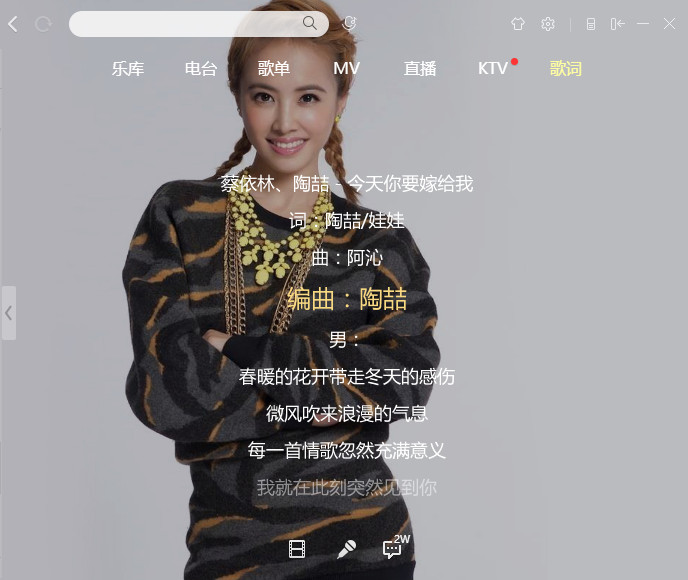 乐库 电台 歌单 MV 直播 KTV 歌词
蔡依林、陶喆 - 今天你要嫁给我
词：陶喆/娃娃
曲：阿沁
编曲：陶喆
男：
春暖的花开带走冬天的感伤
微风吹来浪漫的气息
每一首情歌忽然充满意义
我就在此刻突然见到你
2W